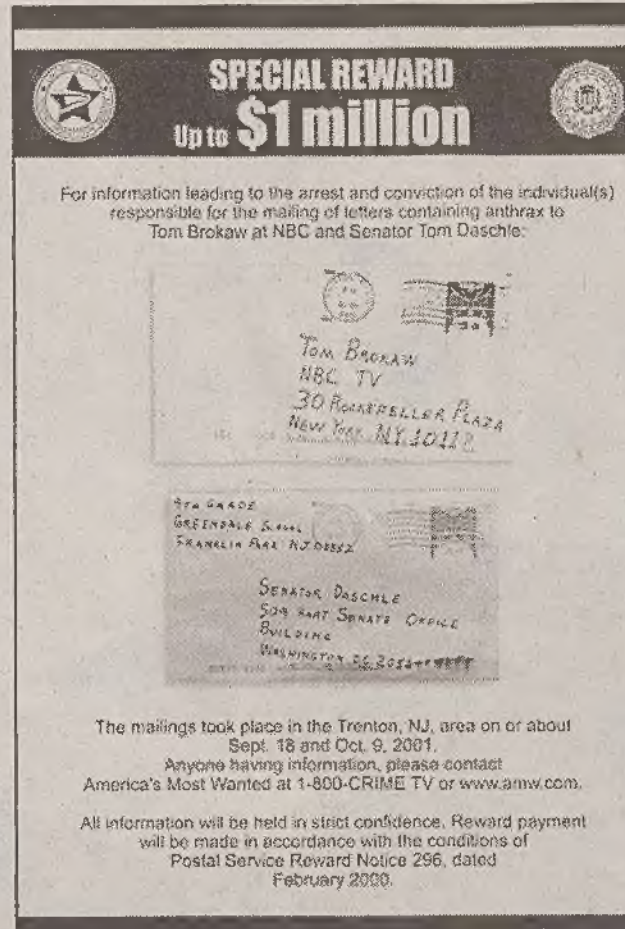 SPECIAL REWARD
Up to $1 million
For information leading to the arrest and conviction of the individual(s)
responsible for the mailing of letters containing anthrax to
Tom Brokaw at NBC and Senator Tom Daschle:
TOM BROKAW
NBC TV
30 ROCKEFELLER PLAZA
NEW YORK NY 10112
4TH GRADE
GREENDALE SCHOOL
FRANKLIN PARK NJ 08852
SENATOR DASCHLE
509 HART SENATE OFFICE
BUILDING
WASHINGTON DC
The mailings took place in the Trenton, NJ, area on or about
Sept. 18 and Oct. 9, 2001.
Anyone having information, please contact
America's Most Wanted at 1-800-CRIME TV or www.amw.com.
All information will be held in strict confidence. Reward payment
will be made in accordance with the conditions of
Postal Service Reward Notice 296, dated
February 2000.